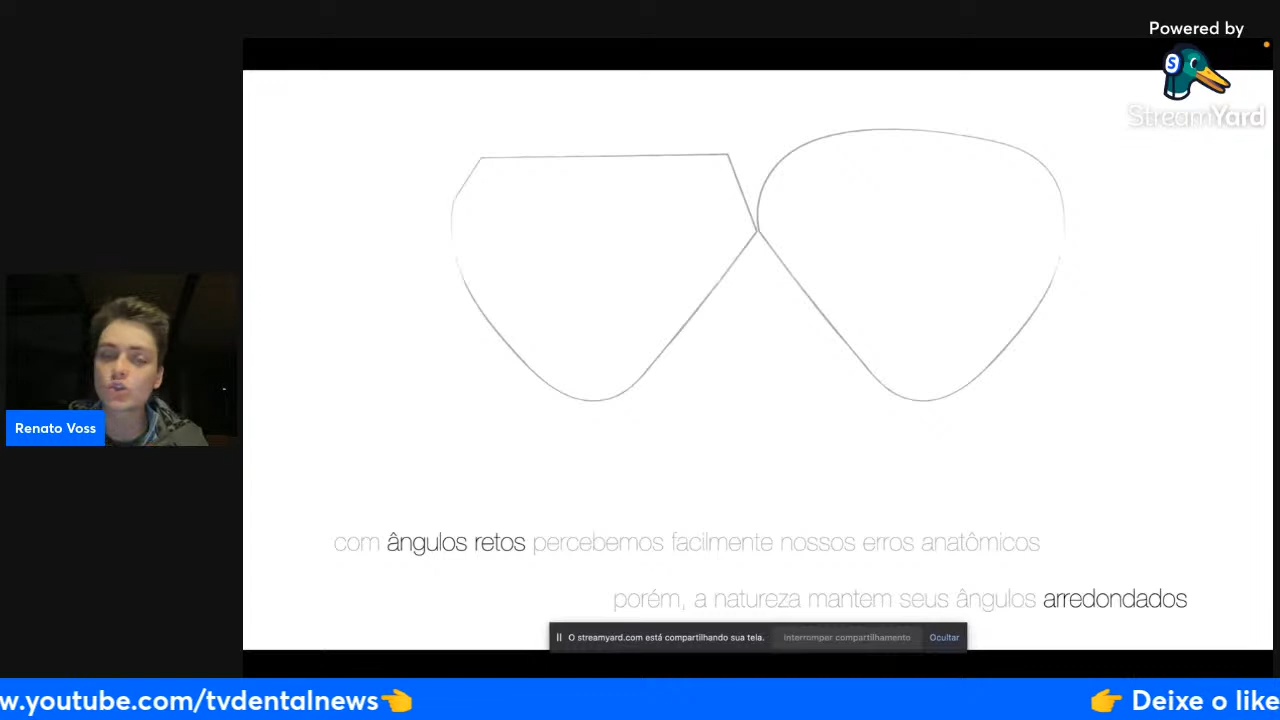 Powered by
S
StreamYard
Renato Voss
com ângulos retos percebemos facilmente nossos erros anatômicos
porém, a natureza mantem seus ângulos arredondados
O streamyard.com está compartilhando sua tela.
Interromper compartilhamento
Ocultar
w.youtube.com/tvdentalnews👈
👉 Deixe o like